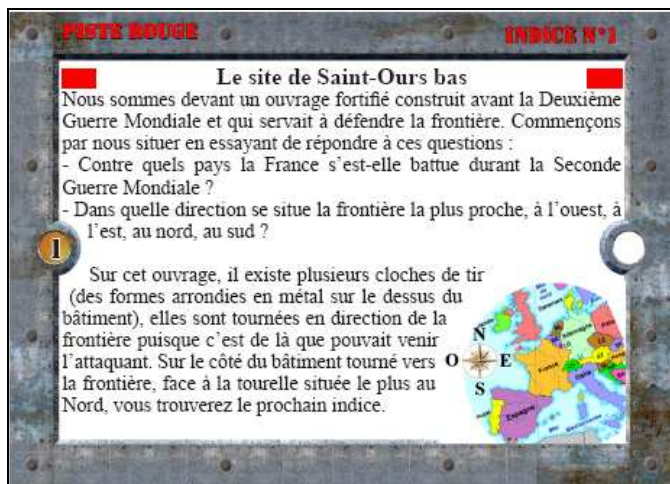 PISTE ROUGE
INDICE N°1
Le site de Saint-Ours bas
Nous sommes devant un ouvrage fortifié construit avant la Deuxième
Guerre Mondiale et qui servait à défendre la frontière. Commençons
par nous situer en essayant de répondre à ces questions :
- Contre quels pays la France s'est-elle battue durant la Seconde
Guerre Mondiale ?
- Dans quelle direction se situe la frontière la plus proche, à l'ouest, à
l'est, au nord, au sud ?
1
Sur cet ouvrage, il existe plusieurs cloches de tir
(des formes arrondies en métal sur le dessus du
bâtiment), elles sont tournées en direction de la
frontière puisque c'est de là que pouvait venir
l'attaquant. Sur le côté du bâtiment tourné vers
la frontière, face à la tourelle située le plus au
Nord, vous trouverez le prochain indice.
N
O
E
S
Allemagne
France
Espagne